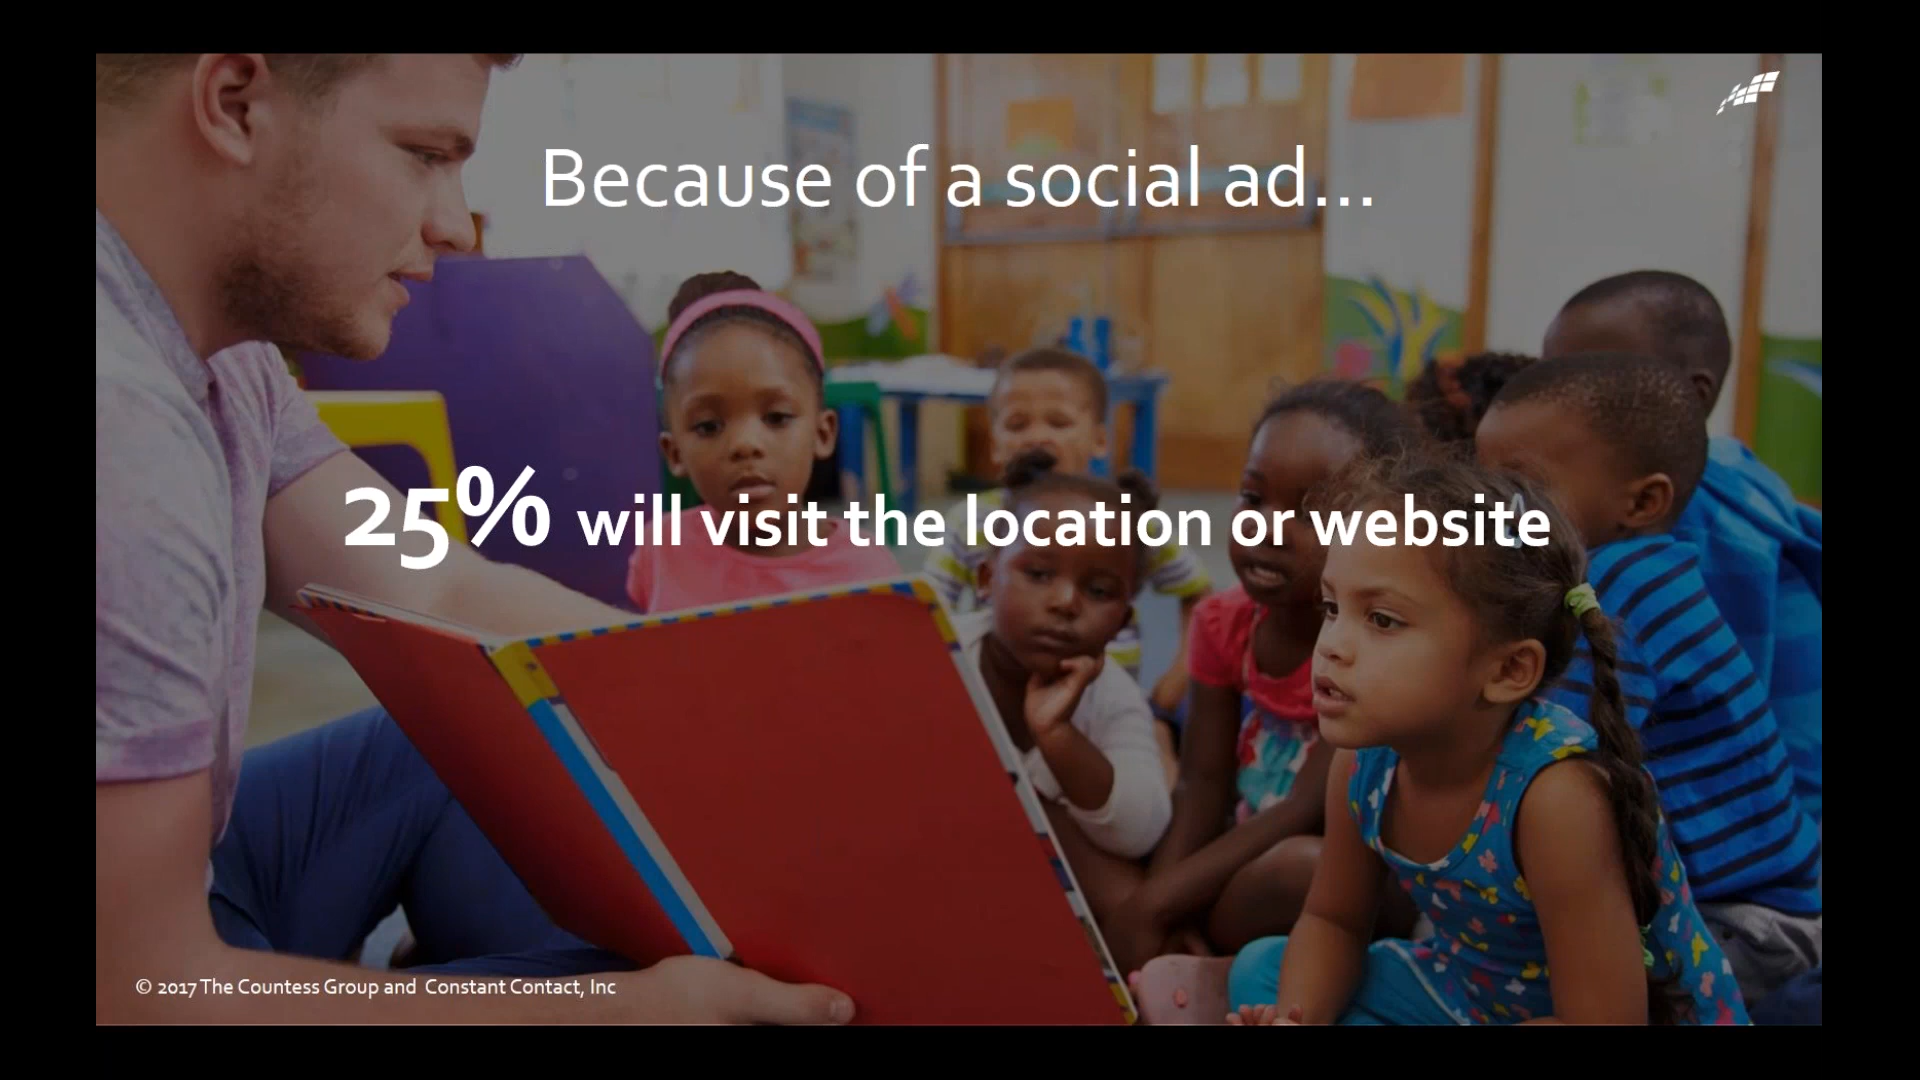 Because of a social ad...
25% will visit the location or website
© 2017 The Countess Group and Constant Contact, Inc